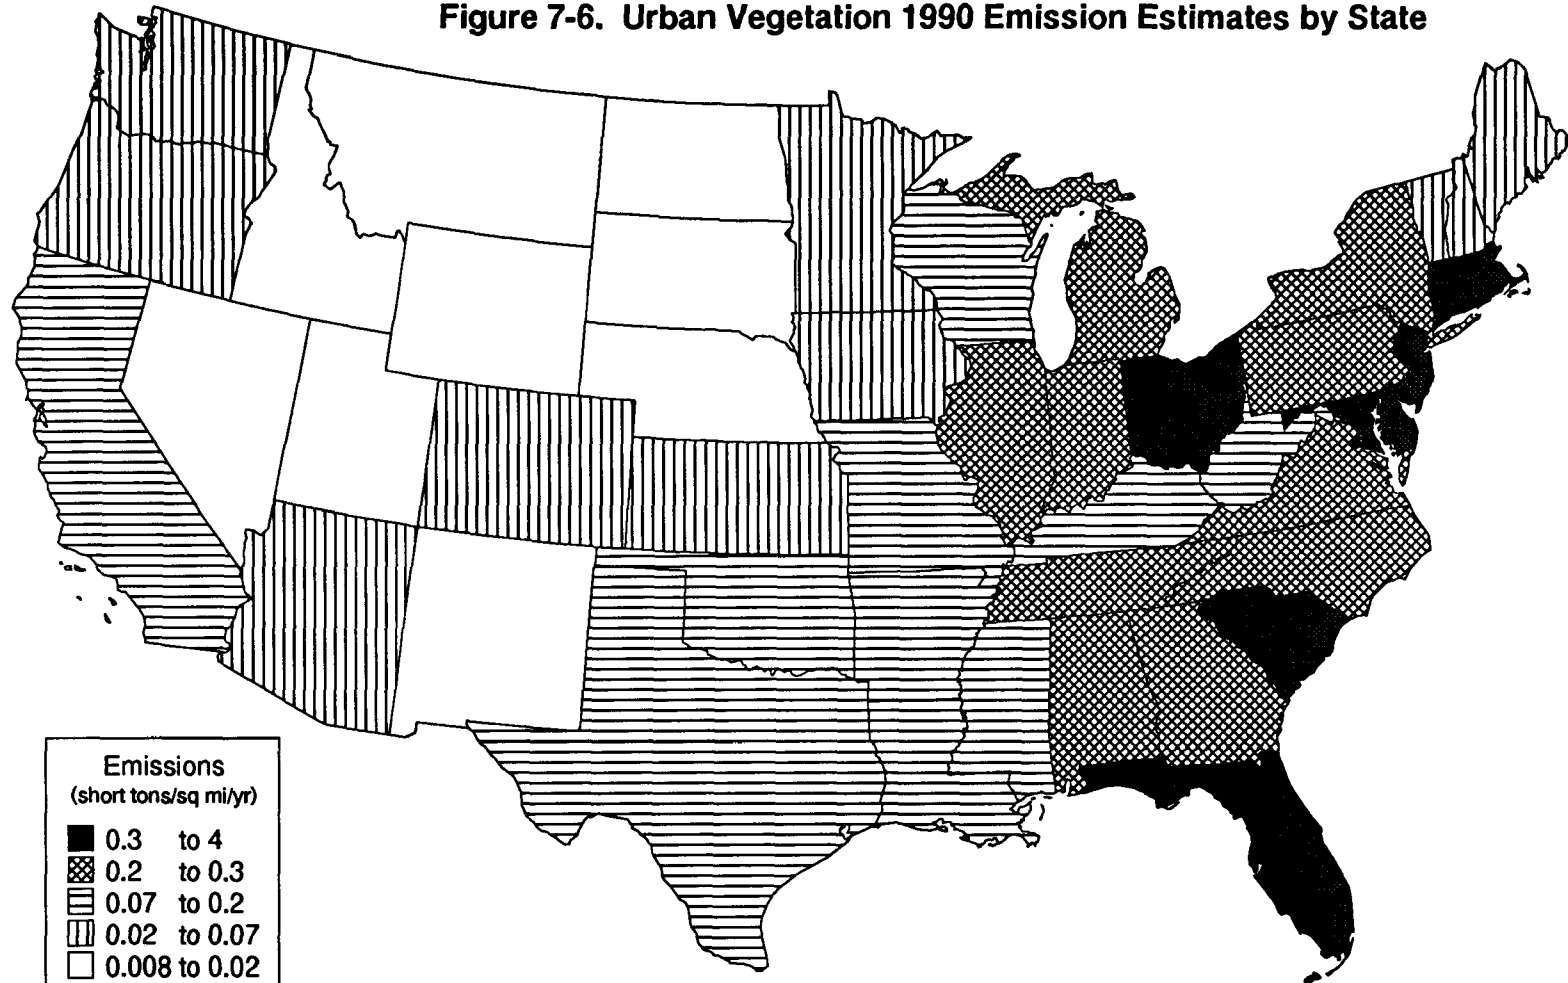 Figure 7-6. Urban Vegetation 1990 Emission Estimates by State
Emissions
(short tons/sq mi/yr)
0.3 to 4
0.2 to 0.3
0.07 to 0.2
0.02 to 0.07
0.008 to 0.02